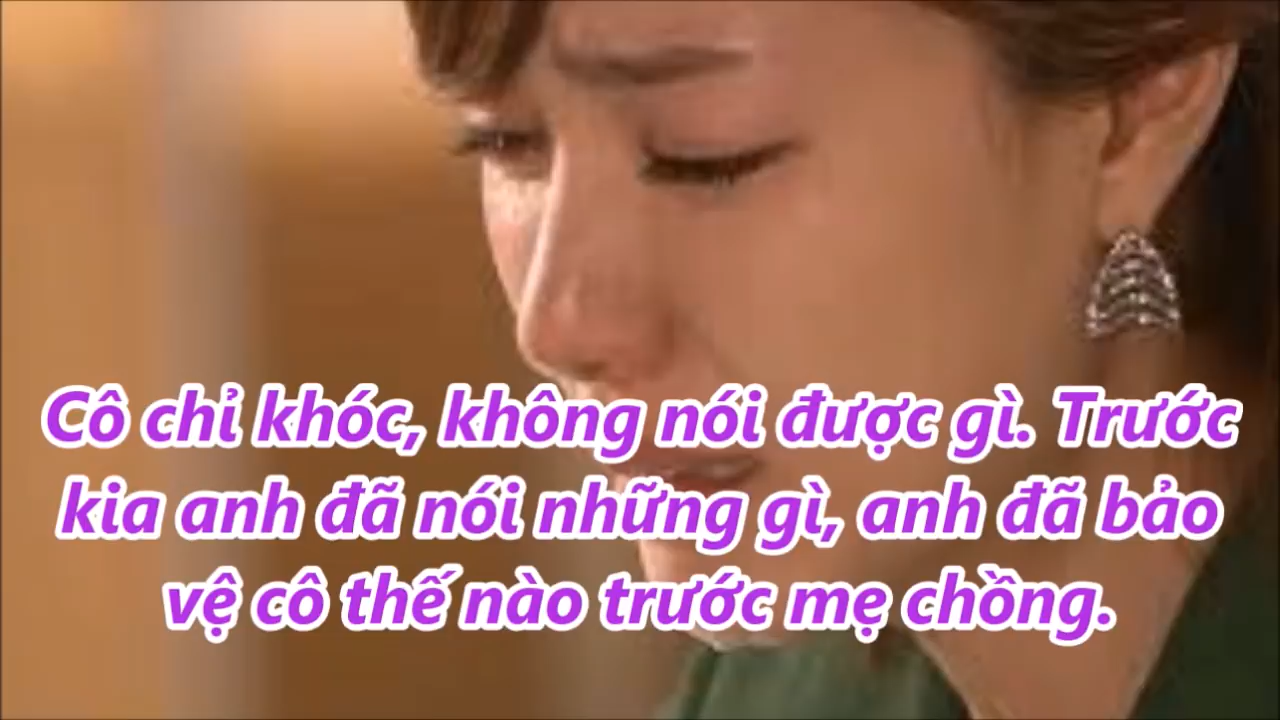 Cô chỉ khóc, không nói được gì. Trước
kia anh đã nói những gì, anh đã bảo
vệ cô thế nào trước mẹ chồng.